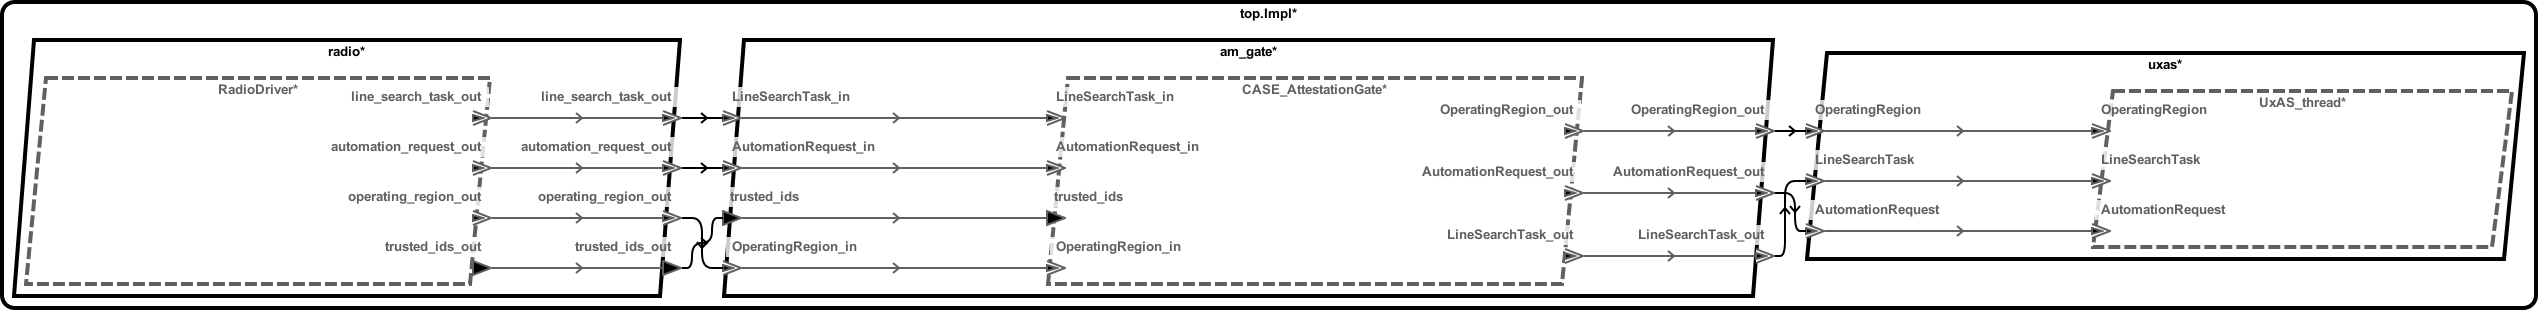 top.Impl*
radio*
am_gate*
uxas*
RadioDriver*
line_search_task_out
line_search_task_out
automation_request_out
automation_request_out
operating_region_out
operating_region_out
trusted_ids_out
trusted_ids_out
LineSearchTask_in
LineSearchTask_in
AutomationRequest_in
AutomationRequest_in
trusted_ids
trusted_ids
OperatingRegion_in
OperatingRegion_in
CASE_AttestationGate*
OperatingRegion_out
OperatingRegion_out
AutomationRequest_out
AutomationRequest_out
LineSearchTask_out
LineSearchTask_out
OperatingRegion
OperatingRegion
LineSearchTask
LineSearchTask
AutomationRequest
AutomationRequest
UxAS_thread*